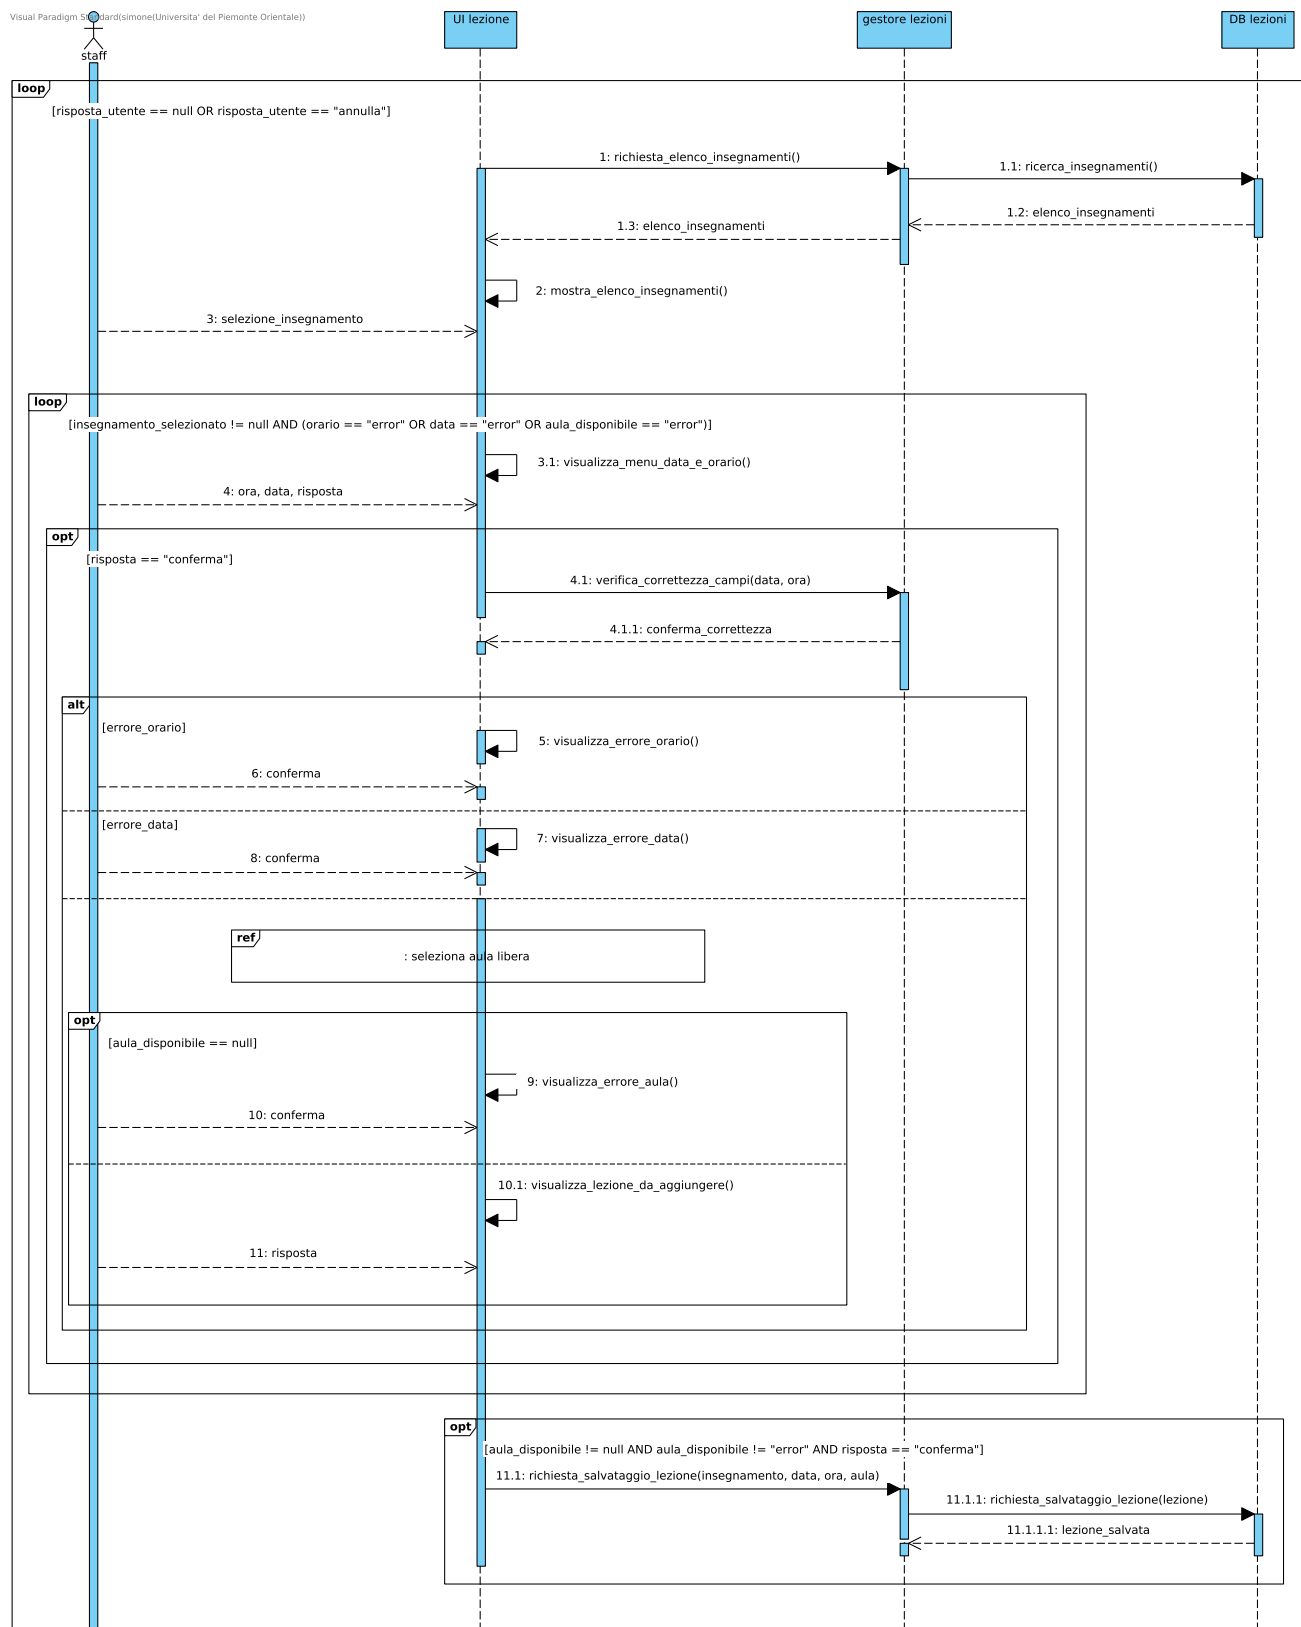 Visual Paradigm Standard(simone(Universita' del Piemonte Orientale))
staff
UI lezione
gestore lezioni
DB lezioni
loop
[risposta_utente == null OR risposta_utente == "annulla"]
1: richiesta_elenco_insegnamenti()
1.1: ricerca_insegnamenti()
1.2: elenco_insegnamenti
1.3: elenco_insegnamenti
2: mostra_elenco_insegnamenti()
3: selezione_insegnamento
loop
[insegnamento_selezionato != null AND (orario == "error" OR data == "error" OR aula_disponibile == "error")]
3.1: visualizza_menu_data_e_orario()
4: ora, data, risposta
opt
[risposta == "conferma"]
4.1: verifica_correttezza_campi(data, ora)
4.1.1: conferma_correttezza
alt
[errore_orario]
5: visualizza_errore_orario()
6: conferma
[errore_data]
7: visualizza_errore_data()
8: conferma
ref
: seleziona aula libera
opt
[aula_disponibile == null]
9: visualizza_errore_aula()
10: conferma
10.1: visualizza_lezione_da_aggiungere()
11: risposta
opt
[aula_disponibile != null AND aula_disponibile != "error" AND risposta == "conferma"]
11.1: richiesta_salvataggio_lezione(insegnamento, data, ora, aula)
11.1.1: richiesta_salvataggio_lezione(lezione)
11.1.1.1: lezione_salvata